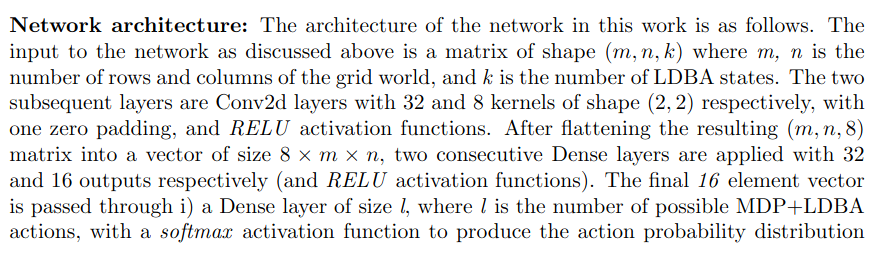 Network architecture: The architecture of the network in this work is as follows. The
input to the network as discussed above is a matrix of shape (m, n, k) where m, n is the
number of rows and columns of the grid world, and k is the number of LDBA states. The two
subsequent layers are Conv2d layers with 32 and 8 kernels of shape (2, 2) respectively, with
one zero padding, and RELU activation functions. After flattening the resulting (m, n, 8)
matrix into a vector of size 8 × m × n, two consecutive Dense layers are applied with 32
and 16 outputs respectively (and RELU activation functions). The final 16 element vector
is passed through i) a Dense layer of size l, where l is the number of possible MDP+LDBA
actions, with a softmax activation function to produce the action probability distribution